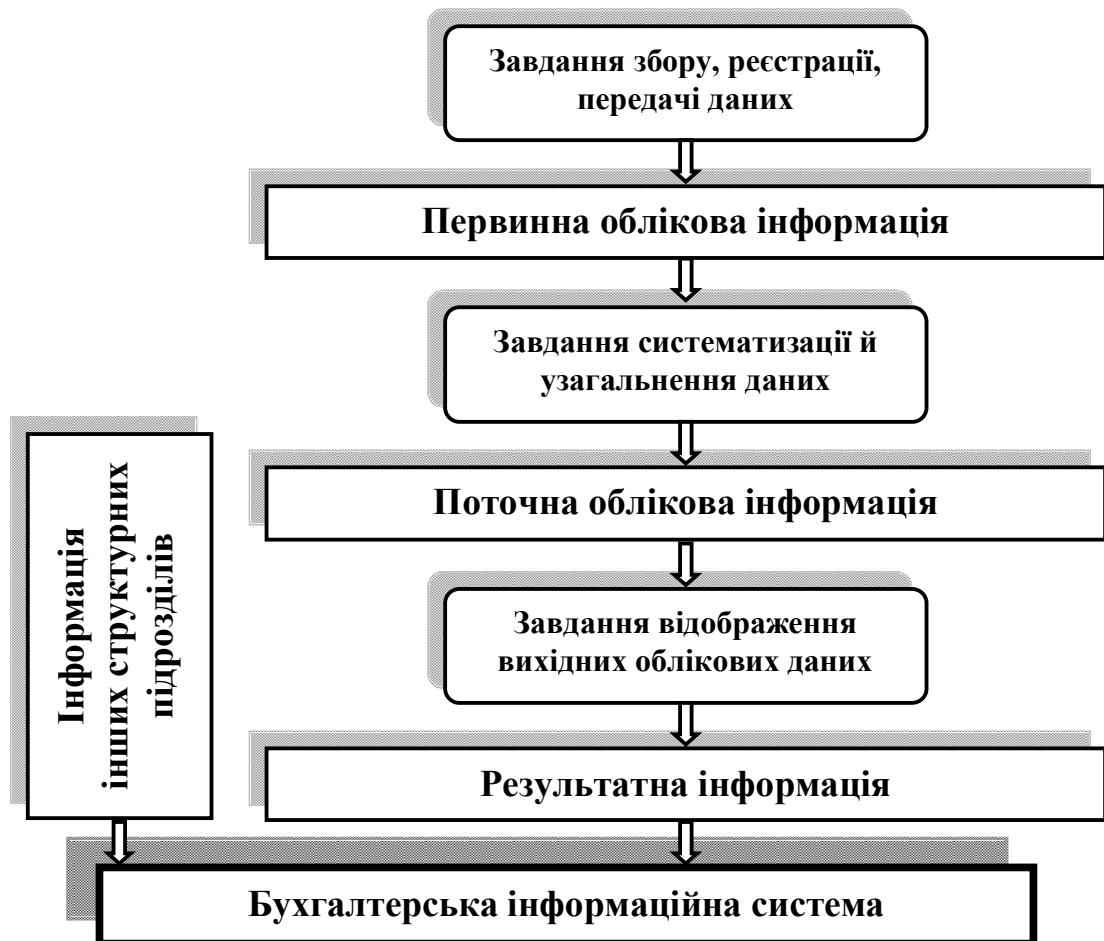 Завдання збору, реєстрації,
передачі даних
Первинна облікова інформація
Завдання систематизації й
узагальнення даних
Поточна облікова інформація
Завдання відображення
вихідних облікових даних
Результатна інформація
Інформація
інших структурних
підрозділів
Бухгалтерська інформаційна система